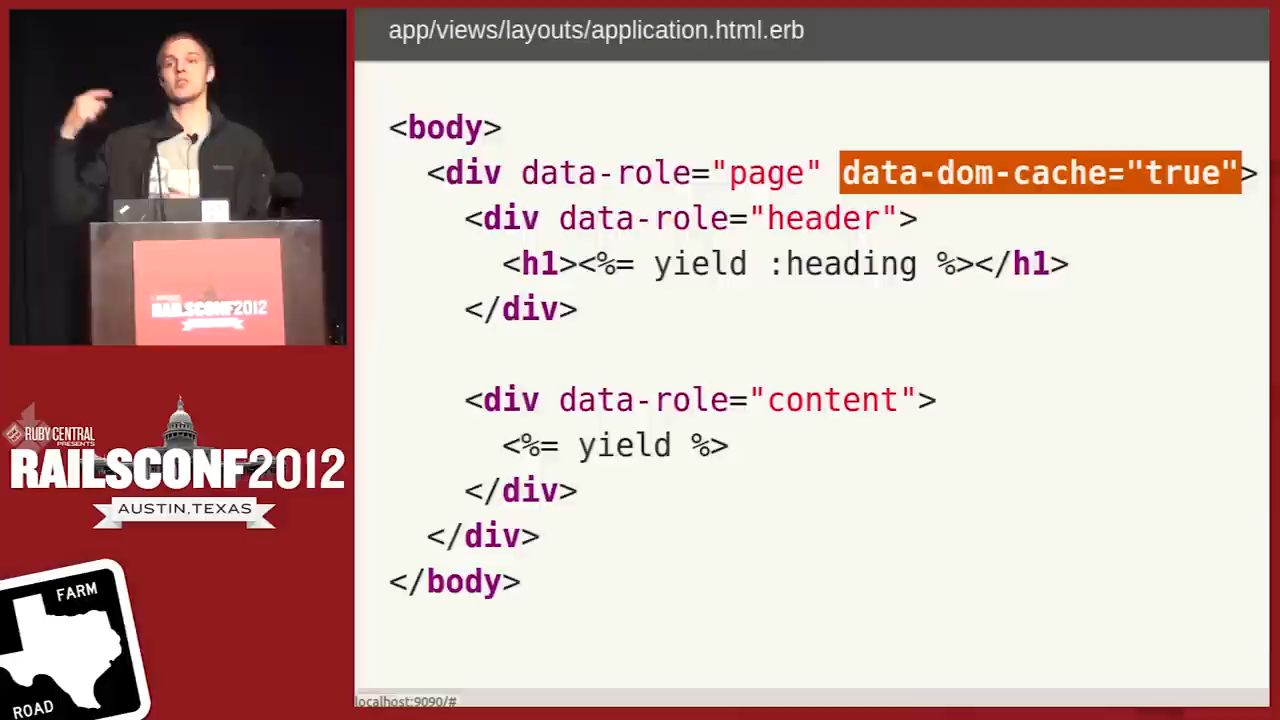 app/views/layouts/application.html.erb
<body>
<div data-role="page" data-dom-cache="true">
<div data-role="header">
<h1><%= yield :heading %></h1>
</div>
<div data-role="content">
<%= yield %>
</div>
</div>
</body>
localhost:9090/#
RAILSCONF2012
RUBY CENTRAL
PRESENTS
RAILSCONF2012
AUSTIN, TEXAS
FARM
ROAD